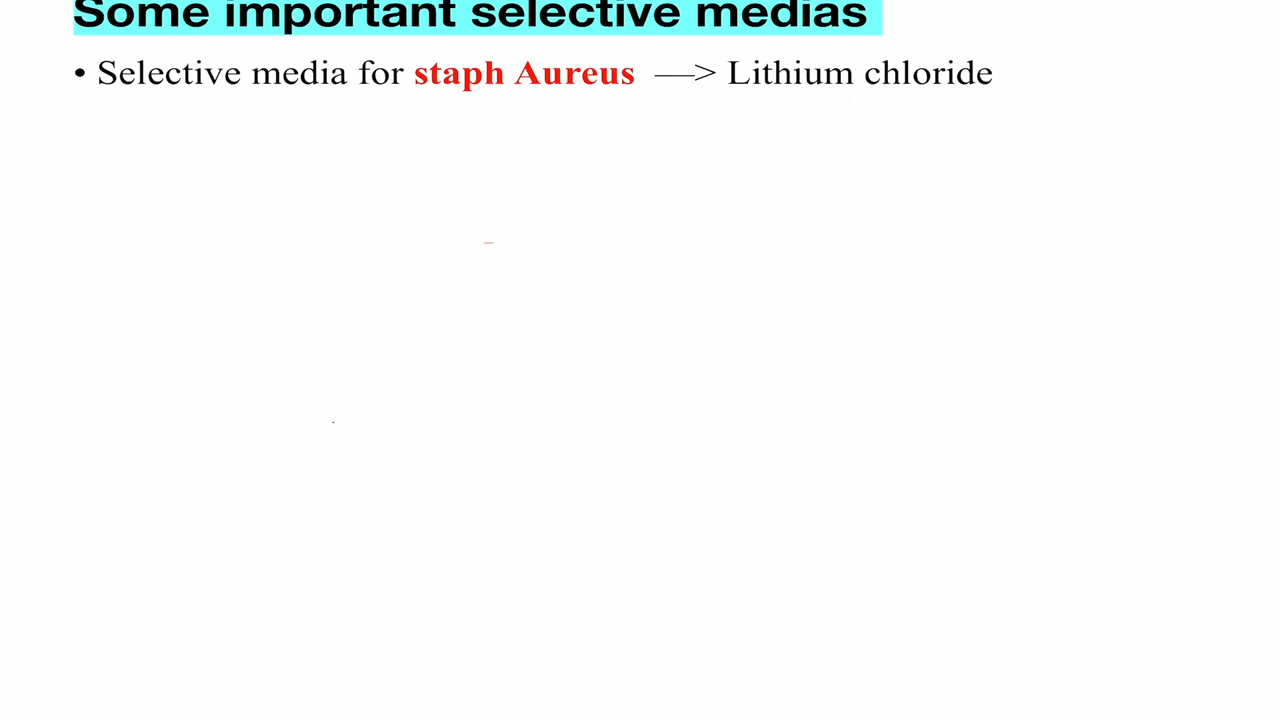 Some important selective medias
• Selective media for staph Aureus —> Lithium chloride